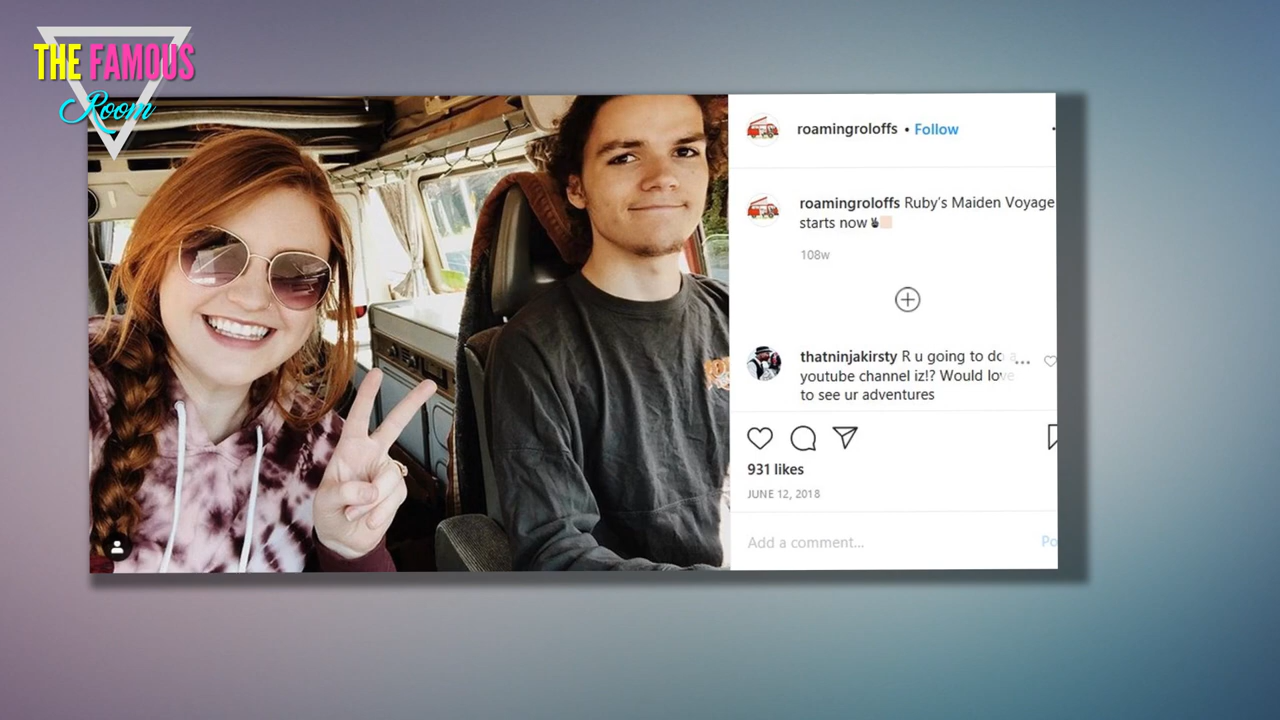 THE FAMOUS
Room
roamingroloffs • Follow
roamingroloffs Ruby's Maiden Voyage
starts now
108w
thatninjakirsty R u going to do a
youtube channel iz!? Would love
to see ur adventures
931 likes
JUNE 12, 2018
Add a comment...
Po